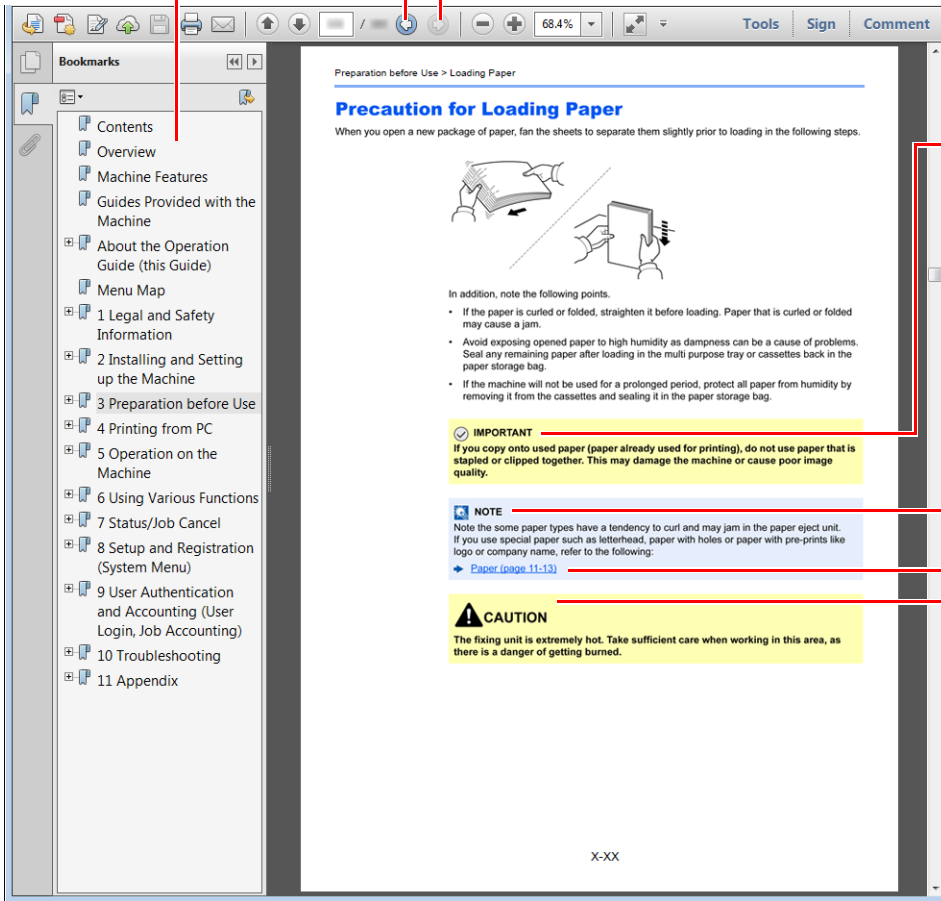 /
68.4%
Tools
Sign
Comment
Bookmarks
Contents
Overview
Machine Features
Guides Provided with the
Machine
About the Operation
Guide (this Guide)
Menu Map
1 Legal and Safety
Information
2 Installing and Setting
up the Machine
3 Preparation before Use
4 Printing from PC
5 Operation on the
Machine
6 Using Various Functions
7 Status/Job Cancel
8 Setup and Registration
(System Menu)
9 User Authentication
and Accounting (User
Login, Job Accounting)
10 Troubleshooting
11 Appendix
Preparation before Use > Loading Paper
Precaution for Loading Paper
When you open a new package of paper, fan the sheets to separate them slightly prior to loading in the following steps.
In addition, note the following points.
• If the paper is curled or folded, straighten it before loading. Paper that is curled or folded
may cause a jam.
• Avoid exposing opened paper to high humidity as dampness can be a cause of problems.
Seal any remaining paper after loading in the multi purpose tray or cassettes back in the
paper storage bag.
• If the machine will not be used for a prolonged period, protect all paper from humidity by
removing it from the cassettes and sealing it in the paper storage bag.
IMPORTANT
If you copy onto used paper (paper already used for printing), do not use paper that is
stapled or clipped together. This may damage the machine or cause poor image
quality.
NOTE
Note the some paper types have a tendency to curl and may jam in the paper eject unit.
If you use special paper such as letterhead, paper with holes or paper with pre-prints like
logo or company name, refer to the following:
Paper (page 11-13)
CAUTION
The fixing unit is extremely hot. Take sufficient care when working in this area, as
there is a danger of getting burned.
X-XX